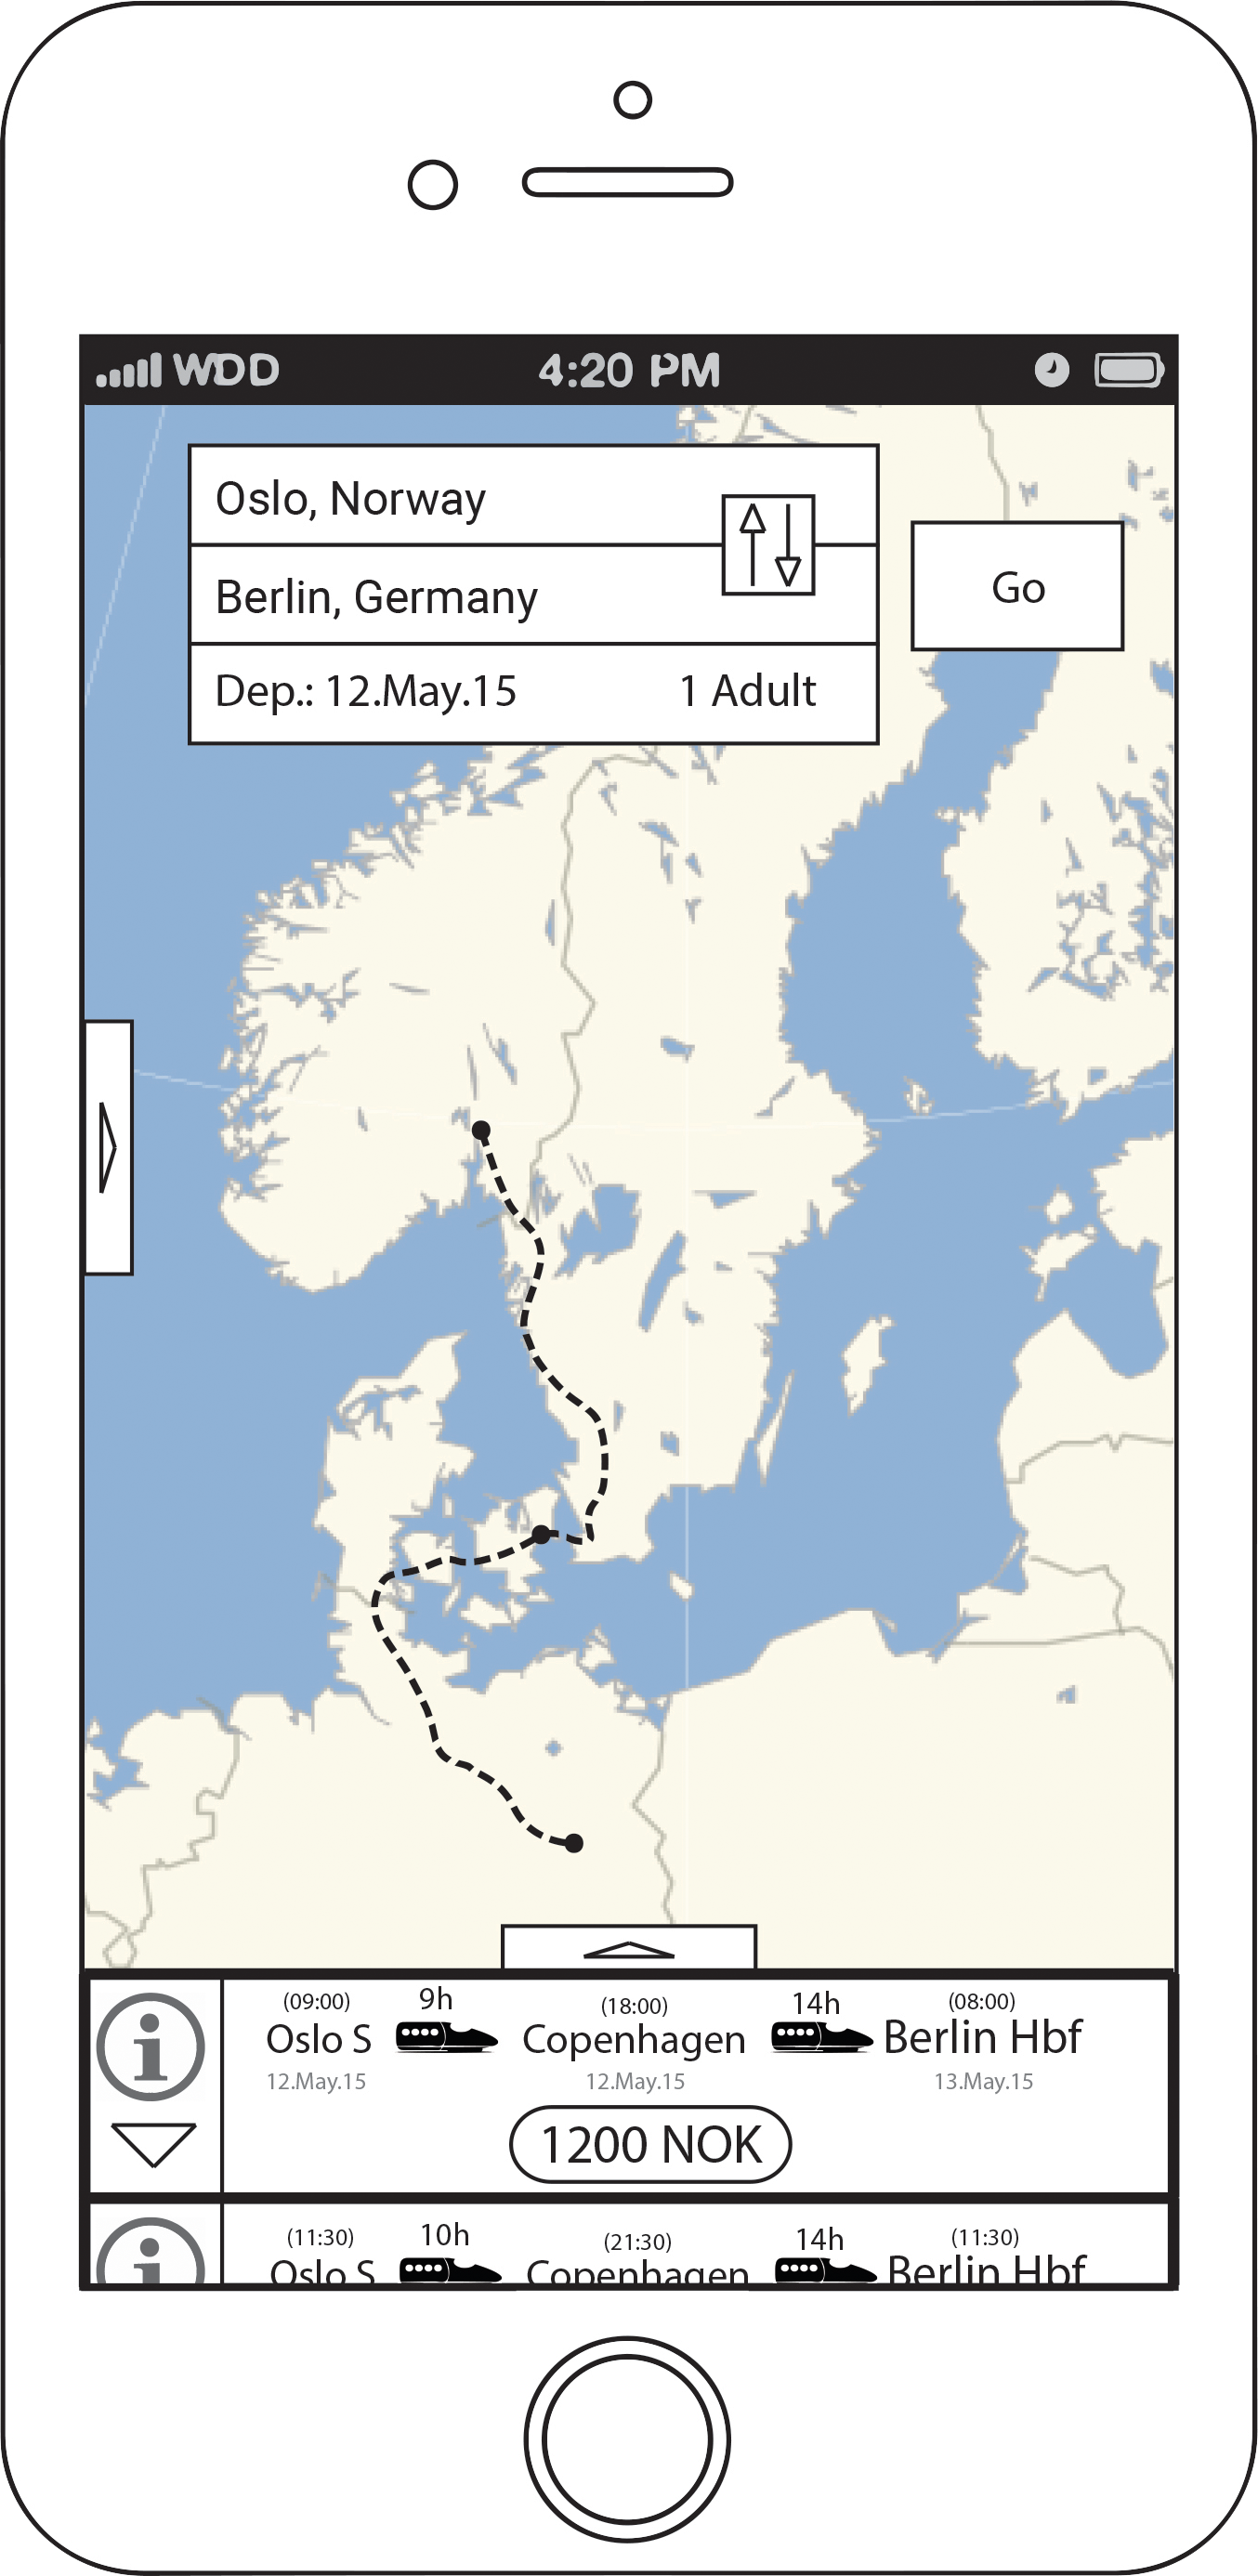 WDD 4:20 PM
Oslo, Norway
Berlin, Germany
Go
Dep.: 12.May.15 1 Adult
(09:00) 9h (18:00) 14h (08:00)
Oslo S Copenhagen Berlin Hbf
12.May.15 12.May.15 13.May.15
1200 NOK
(11:30) 10h (21:30) 14h (11:30)
Oslo S Copenhagen Berlin Hbf